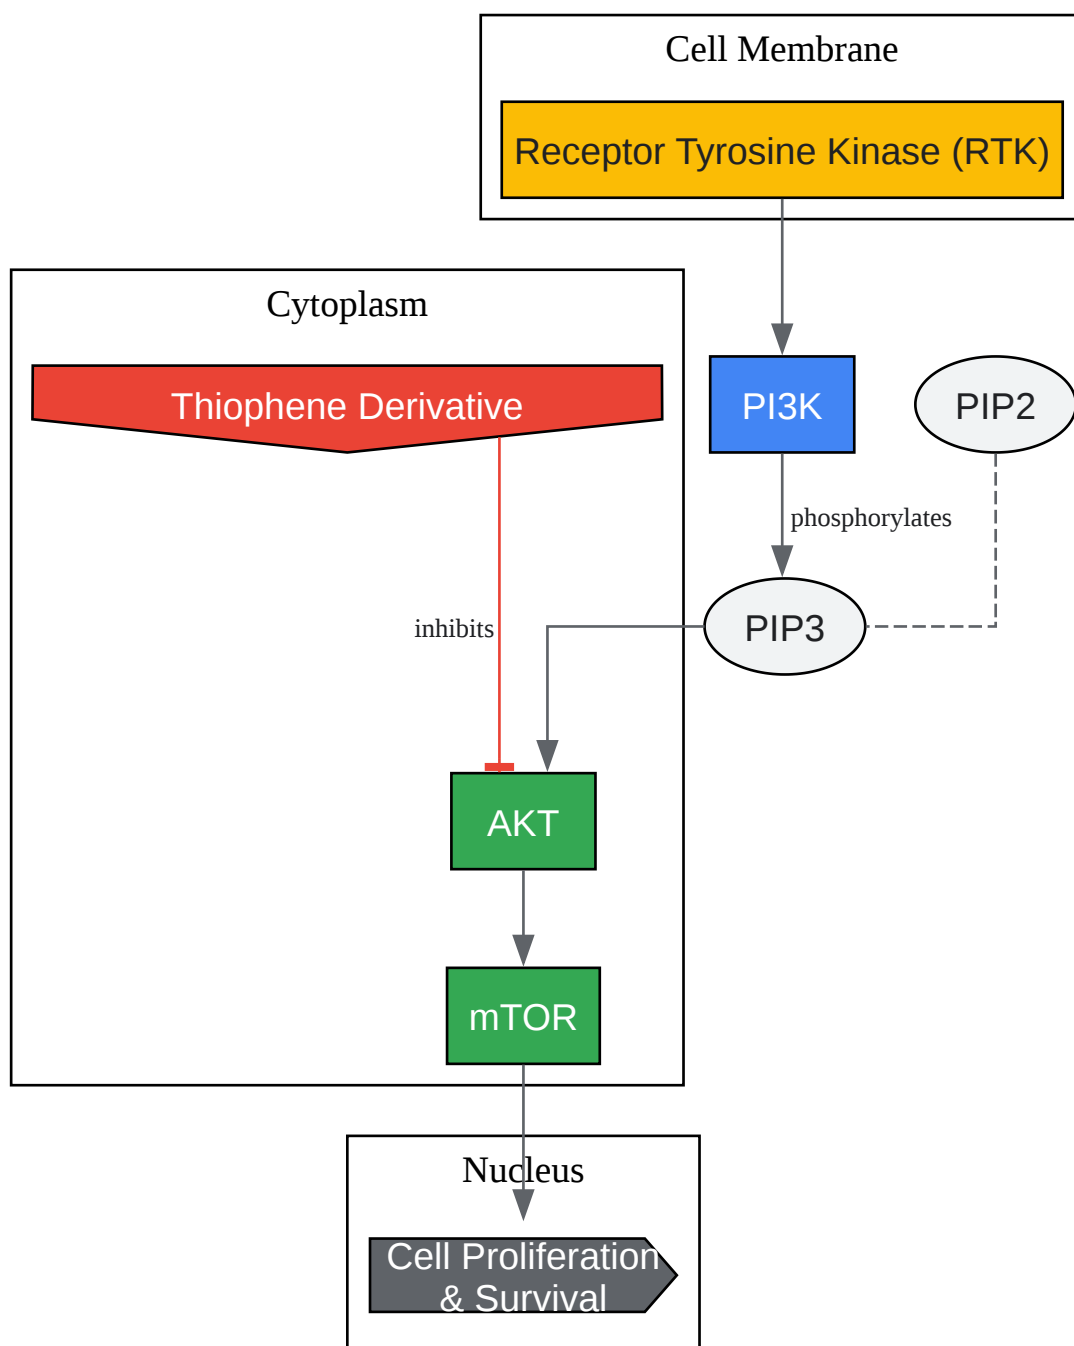 Cell Membrane
Receptor Tyrosine Kinase (RTK)
Cytoplasm
Thiophene Derivative
PI3K
PIP2
phosphorylates
inhibits
PIP3
AKT
mTOR
Nucleus
Cell Proliferation
& Survival